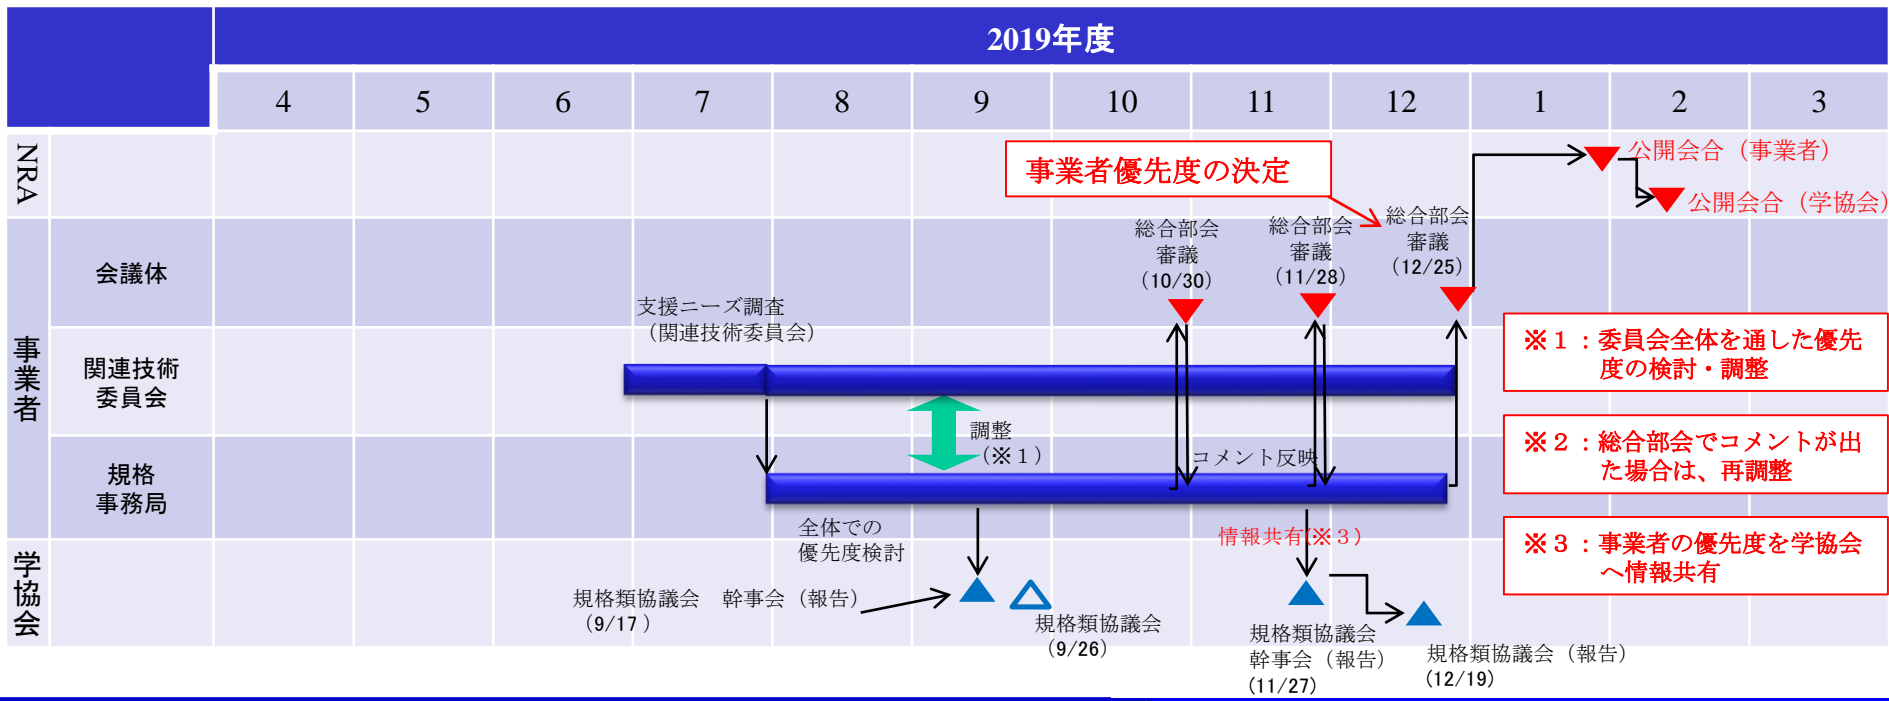 2019年度
4
5
6
7
8
9
10
11
12
1
2
3
NRA
公開会合（事業者）
公開会合（学協会）
事業者優先度の決定
事業者
会議体
総合部会
審議
（10/30）
総合部会
審議
（11/28）
総合部会
審議
（12/25）
支援ニーズ調査
（関連技術委員会）
関連技術
委員会
調整
（※１）
コメント反映
規格
事務局
全体での
優先度検討
情報共有(※３）
※１：委員会全体を通した優先
度の検討・調整
※２：総合部会でコメントが出
た場合は、再調整
※３：事業者の優先度を学協会
へ情報共有
学協会
規格類協議会　幹事会（報告）
（9/17）
規格類協議会
（9/26）
規格類協議会
幹事会（報告）
(11/27）
規格類協議会（報告）
(12/19）